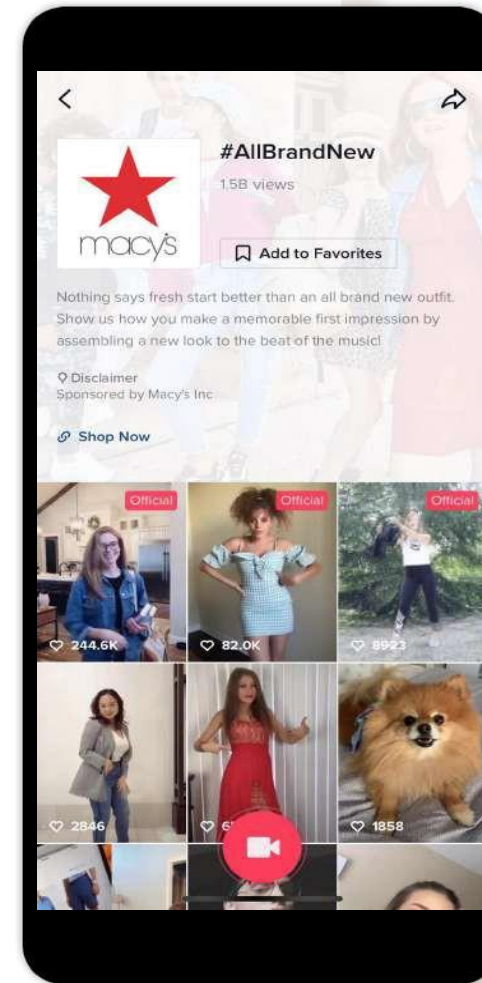 #AllBrandNew
1.5B views
macy's
Add to Favorites
Nothing says fresh start better than an all brand new outfit.
Show us how you make a memorable first impression by
assembling a new look to the beat of the music!
Disclaimer
Sponsored by Macy's Inc
Shop Now
Official
Official
Official
244.6K
82.0K
8923
2846
1858